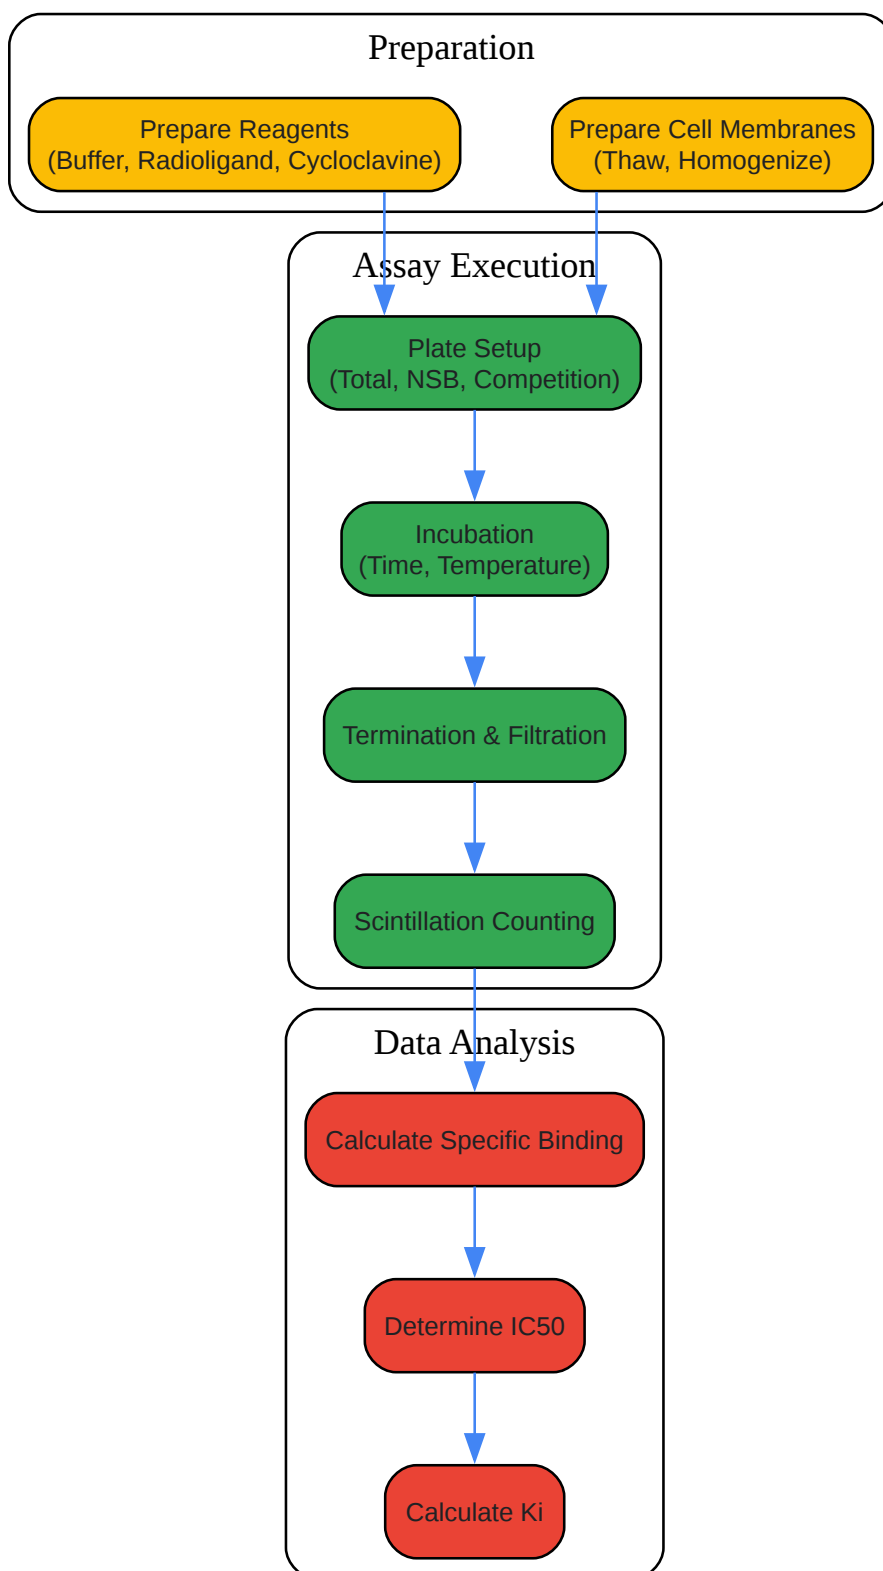 Preparation
Prepare Reagents
(Buffer, Radioligand, Cycloclavine)
Prepare Cell Membranes
(Thaw, Homogenize)
Assay Execution
Plate Setup
(Total, NSB, Competition)
Incubation
(Time, Temperature)
Termination & Filtration
Scintillation Counting
Data Analysis
Calculate Specific Binding
Determine IC50
Calculate Ki